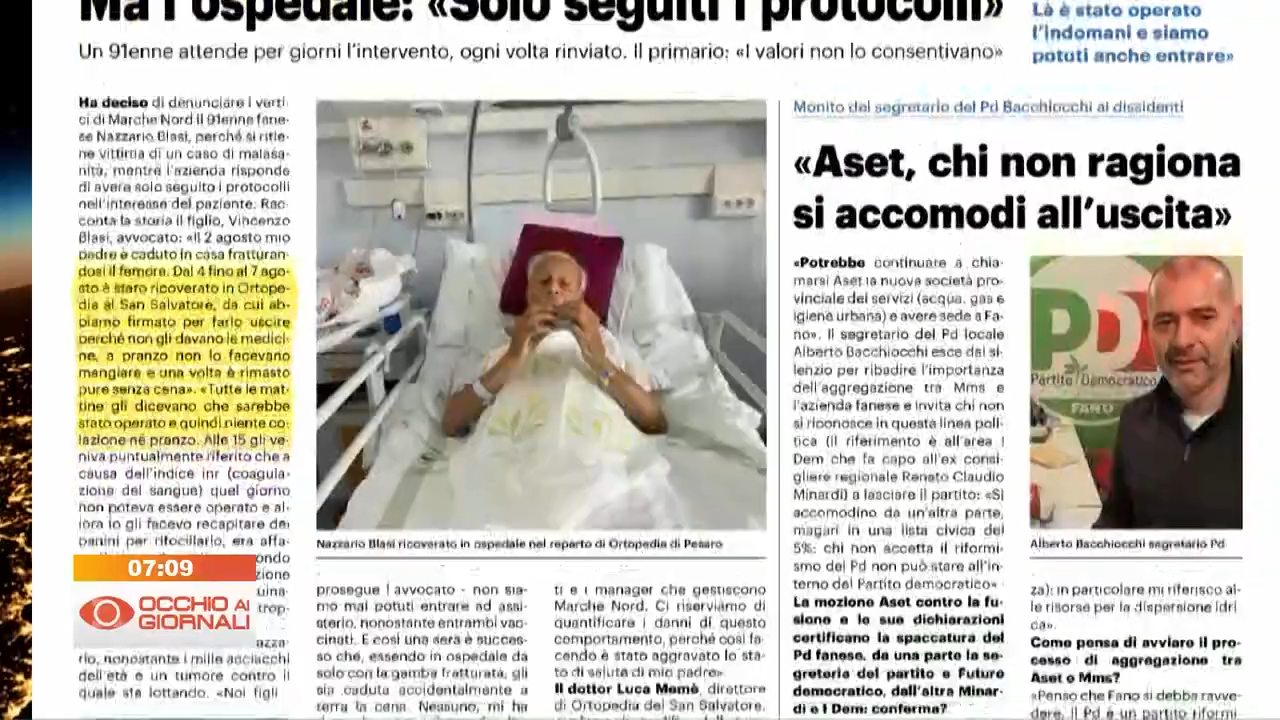 Ma l'ospedale: «Solo seguiti i protocolli»
Un 91enne attende per giorni l'intervento, ogni volta rinviato. Il primario: «I valori non lo consentivano»
Là è stato operato
l'indomani e siamo
potuti anche entrare»
Ha deciso di denunciare i verti-
ci di Marche Nord il 91enne fane-
se Nazzario Blasi, perché si ritie-
ne vittima di un caso di malasa-
nità, mentre l'azienda risponde
di avere solo seguito i protocolli
nell'interesse del paziente. Rac-
conta la storia il figlio, Vincenzo
Blasi, avvocato: «Il 2 agosto mio
padre è caduto in casa fratturan-
dosi il femore. Dal 4 fino al 7 ago-
sto è stato ricoverato in Ortope-
dia al San Salvatore, da cui ab-
biamo firmato per farlo uscire
perché non gli davano le medici-
ne, a pranzo non lo facevano
mangiare e una volta è rimasto
pure senza cena». «Tutte le mat-
tine gli dicevano che sarebbe
stato operato e quindi niente co-
lazione né pranzo. Alle 15 gli ve-
niva puntualmente riferito che a
causa dell'indice inr (coagula-
zione del sangue) quel giorno
non poteva essere operato e al-
lora io gli facevo recapitare dei
panini per rifocillarlo, era affa-
ondo
zione
uina-
trop-
azza-
rio, nonostante i mille acciacchi
dell'età e un tumore contro il
quale sta lottando. «Noi figli
07:09
OCCHIO AI
GIORNALI
Nazzario Blasi ricoverato in ospedale nel reparto di Ortopedia di Pesaro
prosegue l'avvocato - non sia-
mo mai potuti entrare ad assi-
sterlo, nonostante entrambi vac-
cinati. E così una sera è succes-
so che, essendo in ospedale da
solo con la gamba fratturata, gli
sia caduta accidentalmente a
terra la cena. Nessuno, mi ha
ti e i manager che gestiscono
Marche Nord. Ci riserviamo di
quantificare i danni di questo
comportamento, perché così fa-
cendo è stato aggravato lo sta-
to di salute di mio padre»
Il dottor Luca Memè, direttore
di Ortopedia del San Salvatore,
Monito del segretario del Pd Bacchiocchi ai dissidenti
«Aset, chi non ragiona
si accomodi all'uscita»
«Potrebbe continuare a chia-
marsi Aset la nuova società pro-
vinciale dei servizi (acqua, gas e
igiene urbana) e avere sede a Fa-
no». Il segretario del Pd locale
Alberto Bacchiocchi esce dal si-
lenzio per ribadire l'importanza
dell'aggregazione tra Mms e
l'azienda fanese e invita chi non
si riconosce in questa linea poli-
tica (il riferimento è all'area I
Dem che fa capo all'ex consi-
gliere regionale Renato Claudio
Minardi) a lasciare il partito: «Si
accomodino da un'altra parte,
magari in una lista civica del
5%: chi non accetta il riformi-
smo del Pd non può stare all'in-
terno del Partito democratico»
La mozione Aset contro la fu-
sione e le sue dichiarazioni
certificano la spaccatura del
Pd fanese, da una parte la se-
greteria del partito e Futuro
democratico, dall'altra Minar-
di e I Dem: conferma?
PD
Partito Democratico
FANO
Alberto Bacchiocchi segretario Pd
za): in particolare mi riferisco al-
le risorse per la dispersione idri-
ca».
Come pensa di avviare il pro-
cesso di aggregazione tra
Aset e Mms?
«Penso che Fano si debba ravve-
dere. Il Pd è un partito riformi-